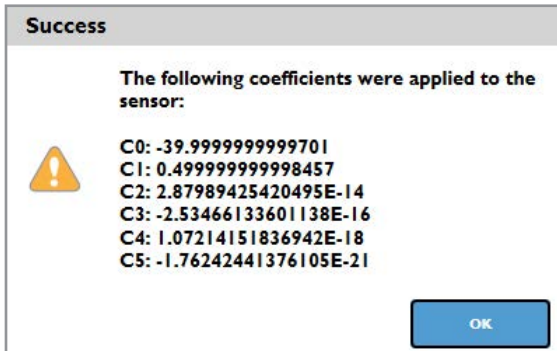 Success
The following coefficients were applied to the
sensor:
C0: -39.9999999999701
C1: 0.499999999998457
C2: 2.87989425420495E-14
C3: -2.53466133601138E-16
C4: 1.07214151836942E-18
C5: -1.76242441376105E-21
OK